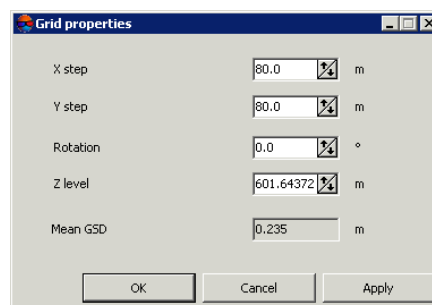 Grid properties
X step 80.0 m
Y step 80.0 m
Rotation 0.0 °
Z level 601.64372 m
Mean GSD 0.235 m
OK Cancel Apply